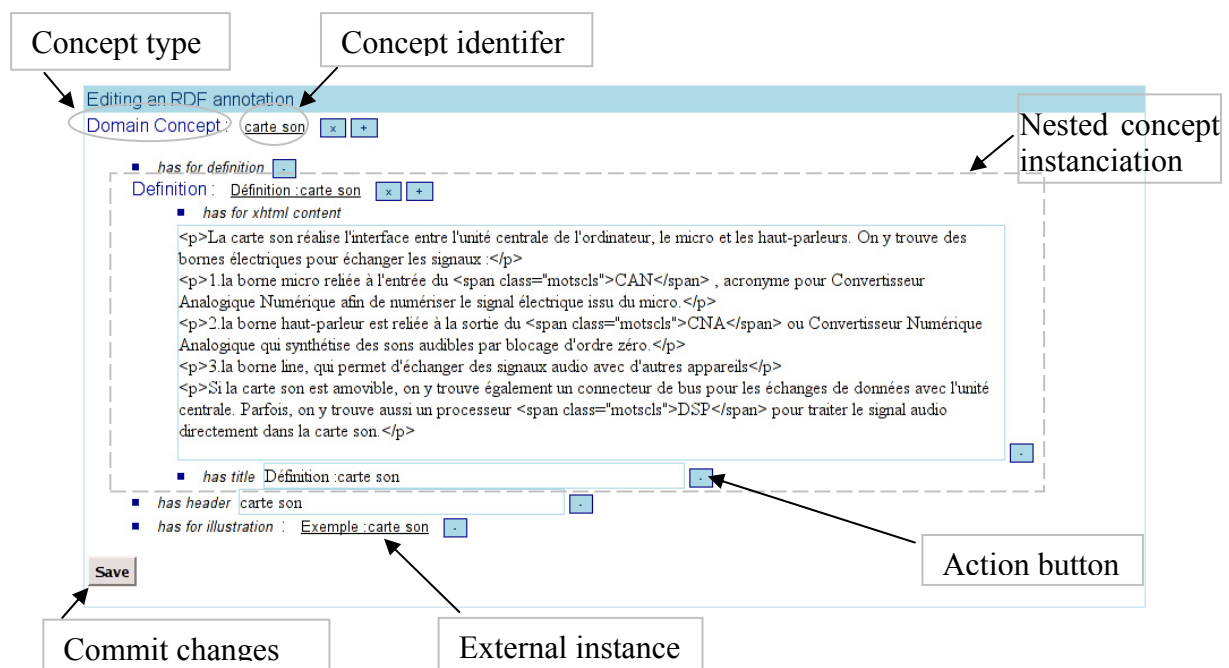 Concept type
Concept identifer
Editing an RDF annotation
Domain Concept : carte son x +
Nested concept
instanciation
has for definition -
Definition : Définition :carte son x +
has for xhtml content
<p>La carte son réalise l'interface entre l'unité centrale de l'ordinateur, le micro et les haut-parleurs. On y trouve des
bornes électriques pour échanger les signaux :</p>
<p>1.la borne micro reliée à l'entrée du <span class="motscls">CAN</span> , acronyme pour Convertisseur
Analogique Numérique afin de numériser le signal électrique issu du micro.</p>
<p>2.la borne haut-parleur est reliée à la sortie du <span class="motscls">CNA</span> ou Convertisseur Numérique
Analogique qui synthétise des sons audibles par blocage d'ordre zéro.</p>
<p>3.la borne line, qui permet d'échanger des signaux audio avec d'autres appareils</p>
<p>Si la carte son est amovible, on y trouve également un connecteur de bus pour les échanges de données avec l'unité
centrale. Parfois, on y trouve aussi un processeur <span class="motscls">DSP</span> pour traiter le signal audio
directement dans la carte son.</p>
-
has title Définition :carte son -
has header carte son -
has for illustration : Exemple :carte son -
Action button
Save
Commit changes
External instance